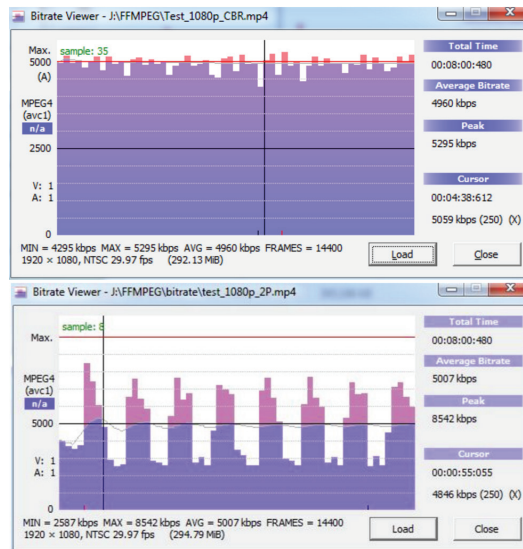 Bitrate Viewer - J:\FFMPEG\Test_1080p_CBR.mp4
Max. sample: 35
5000
(A)
MPEG4
(avc1)
n/a
2500
V: 1
A: 1
0
Total Time
00:08:00:480
Average Bitrate
4960 kbps
Peak
5295 kbps
Cursor
00:04:38:612
5059 kbps (250) (X)
MIN = 4295 kbps MAX = 5295 kbps AVG = 4960 kbps FRAMES = 14400
1920 × 1080, NTSC 29.97 fps (292.13 MiB)
Load Close
Bitrate Viewer - J:\FFMPEG\bitrate\test_1080p_2P.mp4
sample: 8
Max.
MPEG4
(avc1)
n/a
5000
V: 1
A: 1
0
Total Time
00:08:00:480
Average Bitrate
5007 kbps
Peak
8542 kbps
Cursor
00:00:55:055
4846 kbps (250) (X)
MIN = 2587 kbps MAX = 8542 kbps AVG = 5007 kbps FRAMES = 14400
1920 × 1080, NTSC 29.97 fps (294.79 MiB)
Load Close